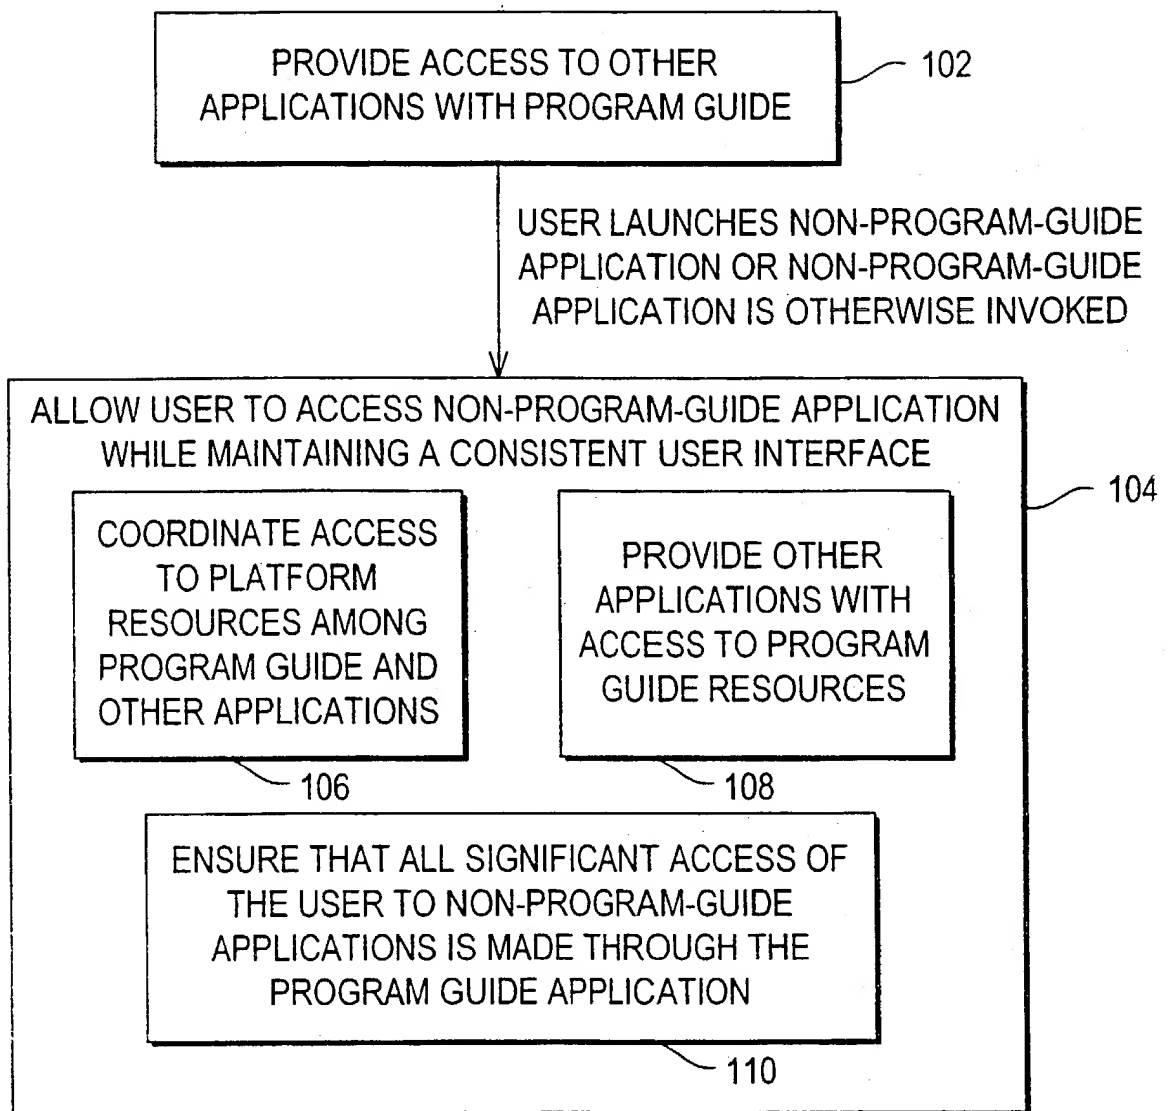 PROVIDE ACCESS TO OTHER
APPLICATIONS WITH PROGRAM GUIDE
102
USER LAUNCHES NON-PROGRAM-GUIDE
APPLICATION OR NON-PROGRAM-GUIDE
APPLICATION IS OTHERWISE INVOKED
ALLOW USER TO ACCESS NON-PROGRAM-GUIDE APPLICATION
WHILE MAINTAINING A CONSISTENT USER INTERFACE
104
COORDINATE ACCESS
TO PLATFORM
RESOURCES AMONG
PROGRAM GUIDE AND
OTHER APPLICATIONS
106
PROVIDE OTHER
APPLICATIONS WITH
ACCESS TO PROGRAM
GUIDE RESOURCES
108
ENSURE THAT ALL SIGNIFICANT ACCESS OF
THE USER TO NON-PROGRAM-GUIDE
APPLICATIONS IS MADE THROUGH THE
PROGRAM GUIDE APPLICATION
110